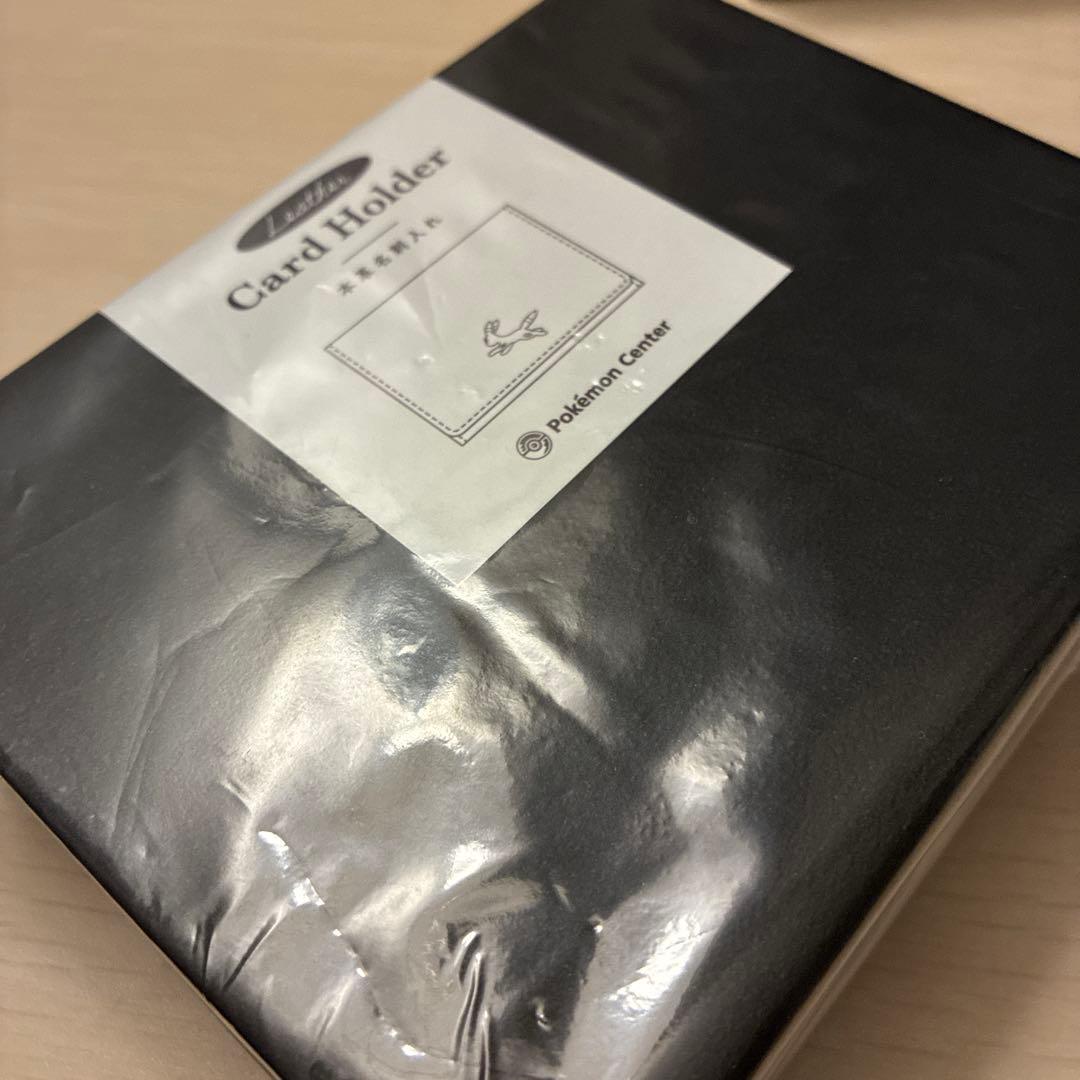 Leather
Card Holder
本革名刺入れ
Pokémon Center